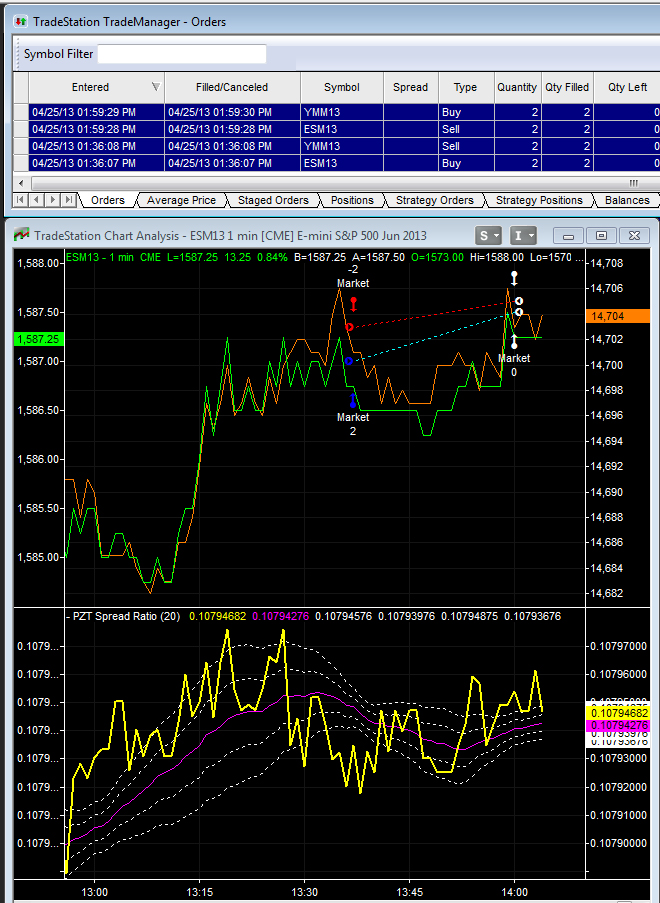 TradeStation TradeManager - Orders
Symbol Filter
Entered Filled/Canceled Symbol Spread Type Quantity Qty Filled Qty Left
04/25/13 01:59:29 PM 04/25/13 01:59:30 PM YMM13 Buy 2 2 0
04/25/13 01:59:28 PM 04/25/13 01:59:28 PM ESM13 Sell 2 2 0
04/25/13 01:36:08 PM 04/25/13 01:36:08 PM YMM13 Sell 2 2 0
04/25/13 01:36:07 PM 04/25/13 01:36:07 PM ESM13 Buy 2 2 0
Orders Average Price Staged Orders Positions Strategy Orders Strategy Positions Balances
TradeStation Chart Analysis - ESM13 1 min [CME] E-mini S&P 500 Jun 2013 S I
ESM13 - 1 min CME L=1587.25 13.25 0.84% B=1587.25 A=1587.50 O=1573.00 Hi=1588.00 Lo=1570 ...
1,588.00
1,587.50
1,587.25
1,587.00
1,586.50
1,586.00
1,585.50
1,585.00
-2
Market
Market
2
Market
0
14,708
14,706
14,704
14,702
14,700
14,698
14,696
14,694
14,692
14,690
14,688
14,686
14,684
14,682
- PZT Spread Ratio (20) 0.10794682 0.10794276 0.10794576 0.10793976 0.10794875 0.10793676
0.1079...
0.1079...
0.1079...
0.1079...
0.1079...
0.1079...
0.1079...
0.1079...
0.10797000
0.10796000
0.10794682
0.10794276
0.10793676
0.10793000
0.10792000
0.10791000
0.10790000
13:00 13:15 13:30 13:45 14:00